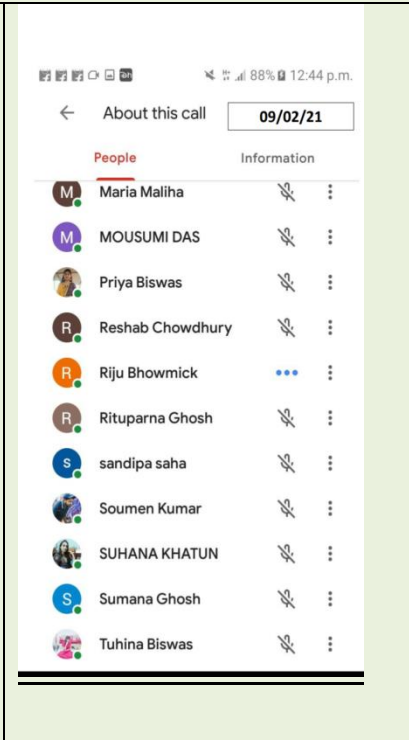 88% 12:44 p.m.
About this call 09/02/21
People Information
M Maria Maliha
M MOUSUMI DAS
Priya Biswas
R Reshab Chowdhury
R Riju Bhowmick
R Rituparna Ghosh
s sandipa saha
Soumen Kumar
SUHANA KHATUN
S Sumana Ghosh
Tuhina Biswas